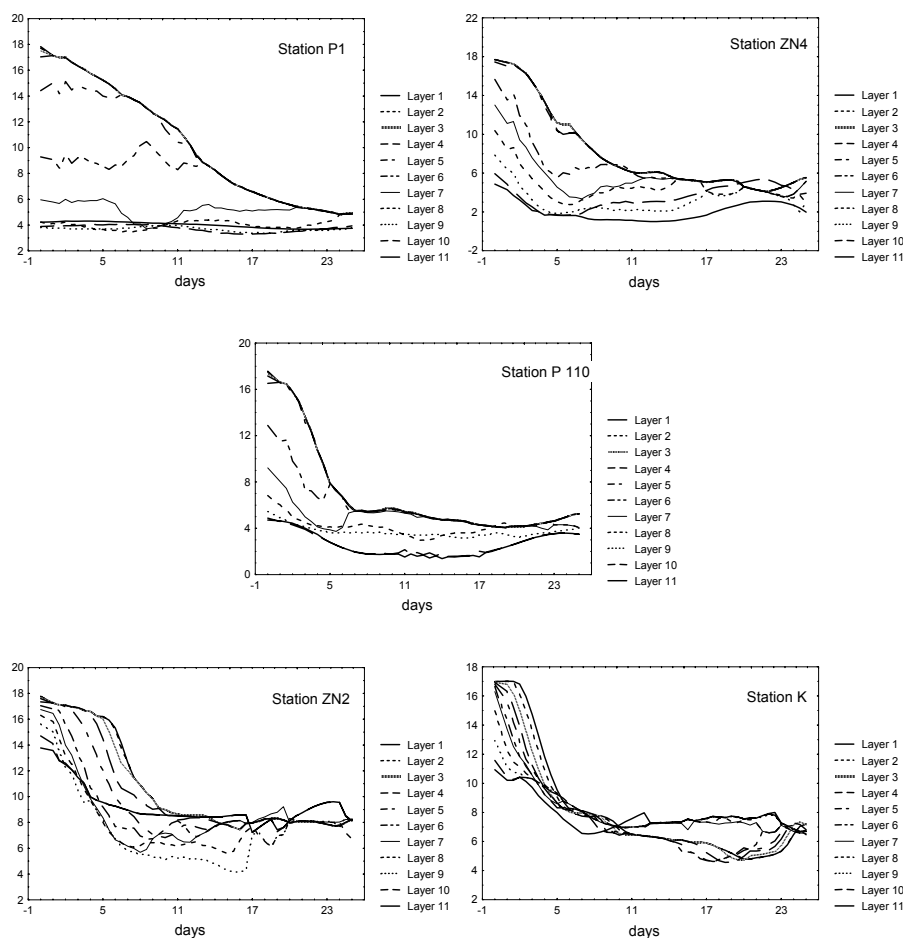 Station P1
20
18
16
14
12
10
8
6
4
2
-1 5 11 17 23
days
Layer 1
Layer 2
Layer 3
Layer 4
Layer 5
Layer 6
Layer 7
Layer 8
Layer 9
Layer 10
Layer 11
Station ZN4
22
18
14
10
6
2
-2
-1 5 11 17 23
days
Layer 1
Layer 2
Layer 3
Layer 4
Layer 5
Layer 6
Layer 7
Layer 8
Layer 9
Layer 10
Layer 11
Station P 110
20
16
12
8
4
0
-1 5 11 17 23
days
Layer 1
Layer 2
Layer 3
Layer 4
Layer 5
Layer 6
Layer 7
Layer 8
Layer 9
Layer 10
Layer 11
Station ZN2
20
18
16
14
12
10
8
6
4
2
-1 5 11 17 23
days
Layer 1
Layer 2
Layer 3
Layer 4
Layer 5
Layer 6
Layer 7
Layer 8
Layer 9
Layer 10
Layer 11
Station K
18
16
14
12
10
8
6
4
2
-1 5 11 17 23
days
Layer 1
Layer 2
Layer 3
Layer 4
Layer 5
Layer 6
Layer 7
Layer 8
Layer 9
Layer 10
Layer 11